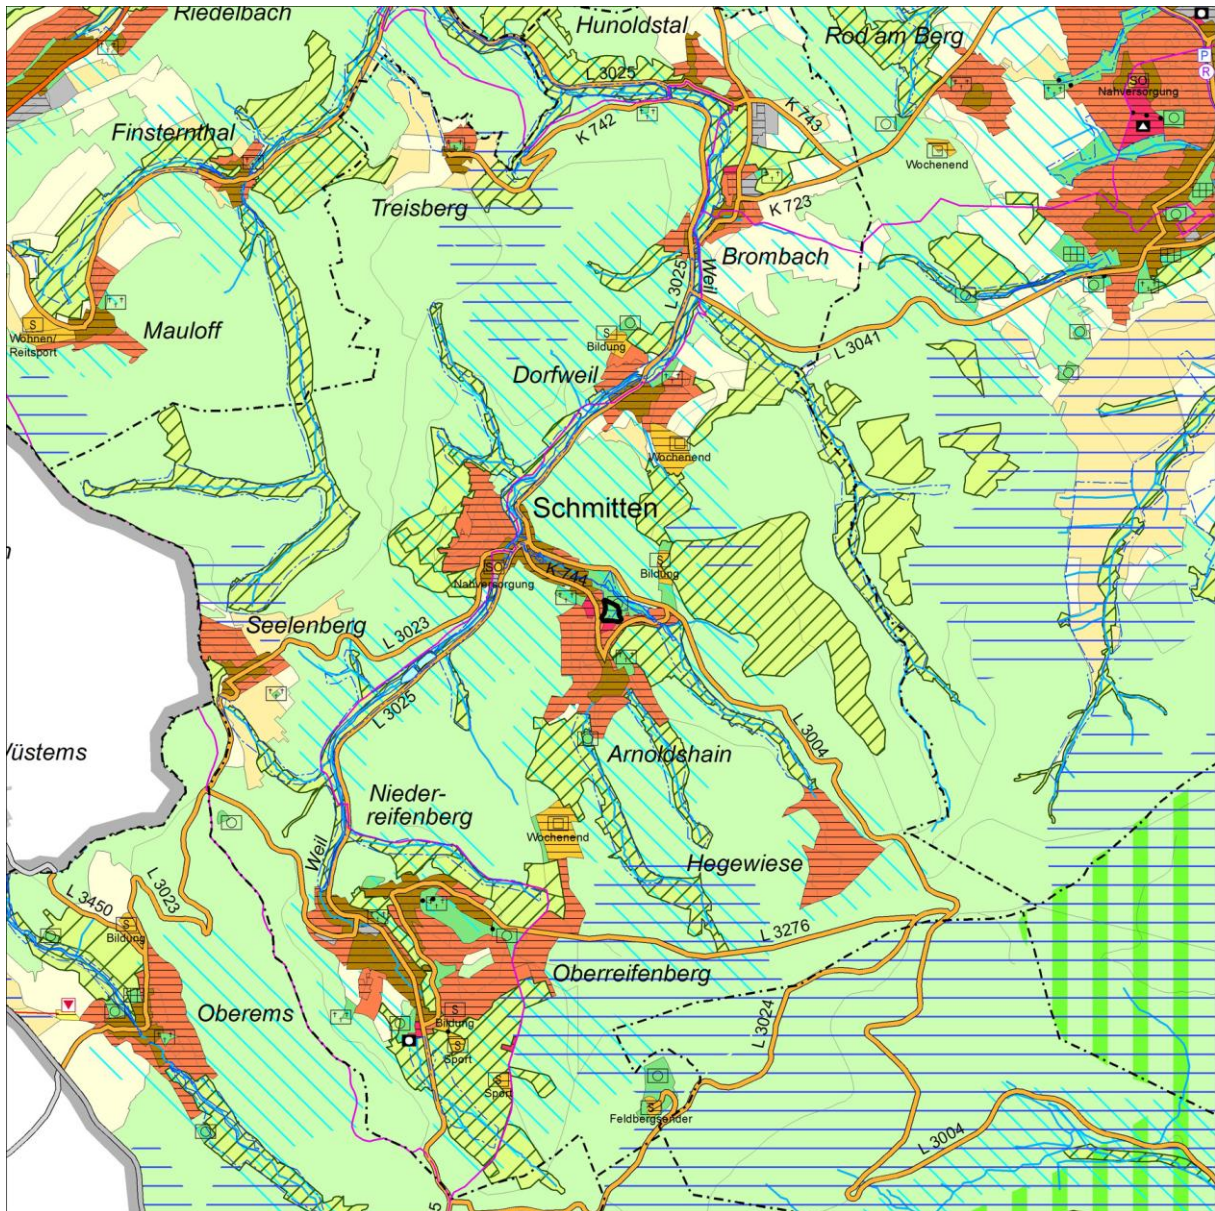 Riedelbach
Hunoldstal
Rod am Berg
P
R
SO
Nahversorgung
L 3025
K 742
K 743
Finsternthal
Wochenend
Treisberg
K 723
Brombach
L 3025
Weil
Mauloff
S
Wohnen/
Reitsport
S
Bildung
L 3041
Dorfweil
Wochenend
Schmitten
SO
Nahversorgung
K 744
S
Bildung
Seelenberg
L 3023
L 3025
L 3004
Arnoldshain
Nieder-
reifenberg
Wochenend
Weil
Hegewiese
L 3450
L 3023
S
Bildung
L 3276
Oberreifenberg
Oberems
L 3024
S
Bildung
S
Sport
S
Sport
S
Feldbergsender
L 3004